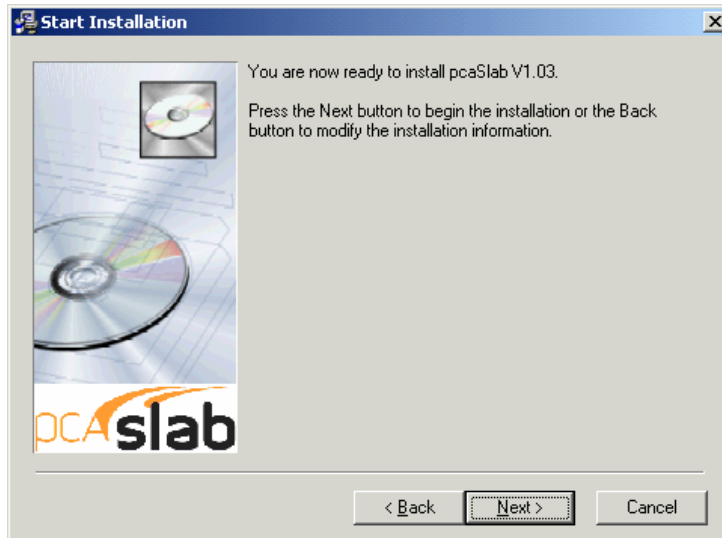 Start Installation
You are now ready to install pcaSlab V1.03.
Press the Next button to begin the installation or the Back
button to modify the installation information.
pcaslab
< Back
Next >
Cancel